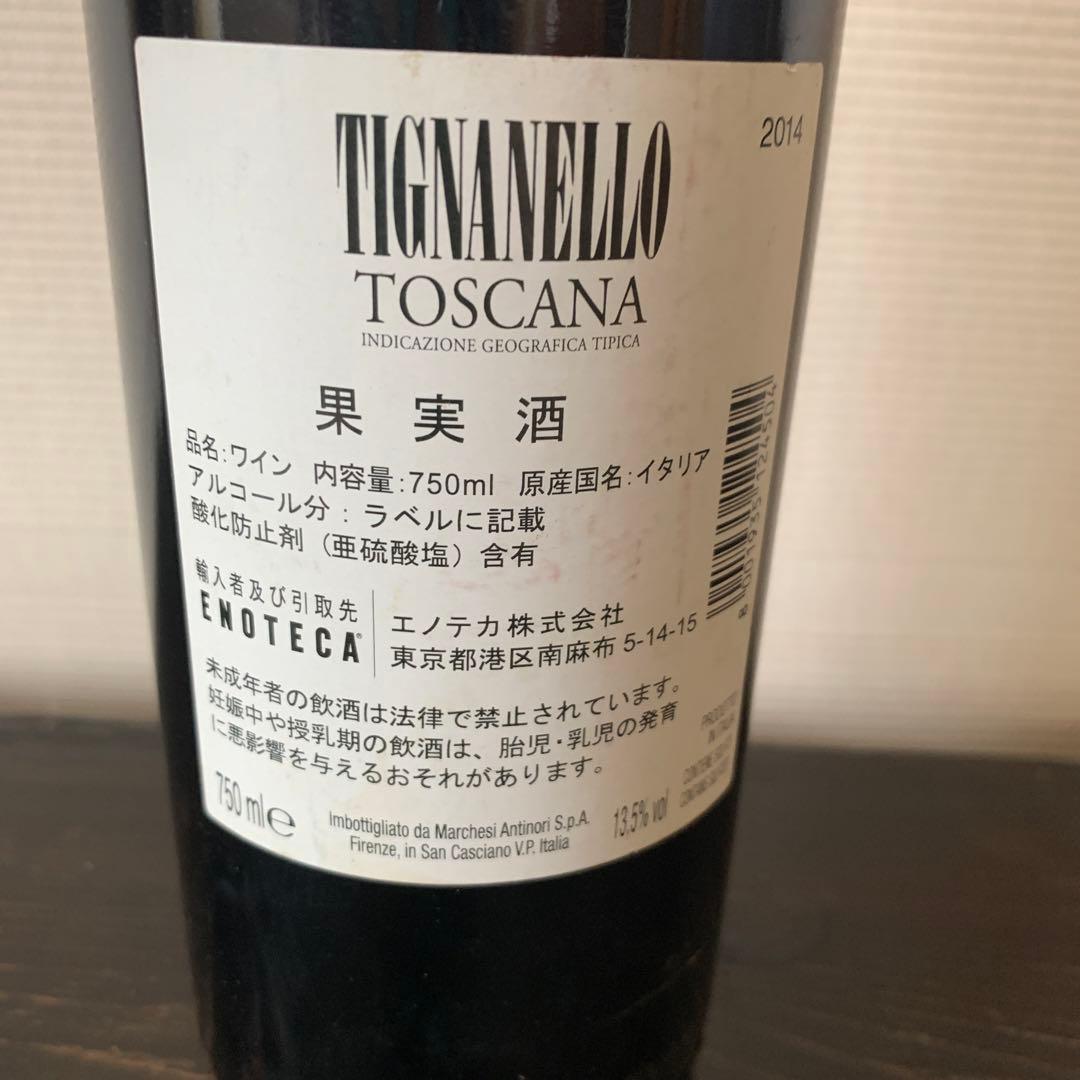 TIGNANELLO
2014
TOSCANA
INDICAZIONE GEOGRAFICA TIPICA
果実酒
品名:ワイン 内容量:750ml 原産国名:イタリア
アルコール分:ラベルに記載
酸化防止剤(亜硫酸塩)含有
輸入者及び引取先
ENOTECA®
エノテカ株式会社
東京都港区南麻布 5-14-15
8 001935 124504
未成年者の飲酒は法律で禁止されています。
妊娠中や授乳期の飲酒は、胎児・乳児の発育
に悪影響を与えるおそれがあります。
750 ml e
Imbottigliato da Marchesi Antinori S.p.A.
Firenze, in San Casciano V.P. Italia
13,5% vol